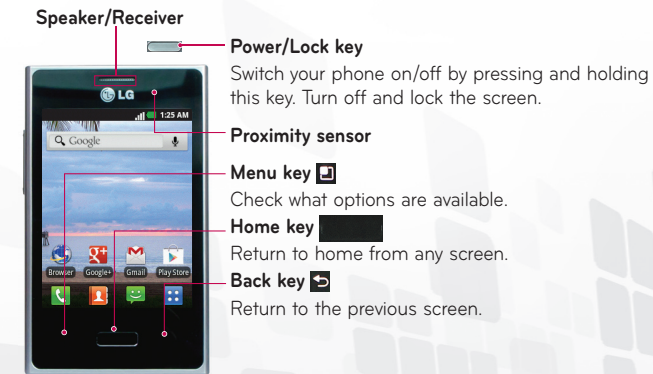 Speaker/Receiver
Power/Lock key
Switch your phone on/off by pressing and holding
this key. Turn off and lock the screen.
LG
1:25 AM
Google
Proximity sensor
Menu key
Check what options are available.
Home key
Return to home from any screen.
Back key
Return to the previous screen.
Browser Google+ Gmail Play Store